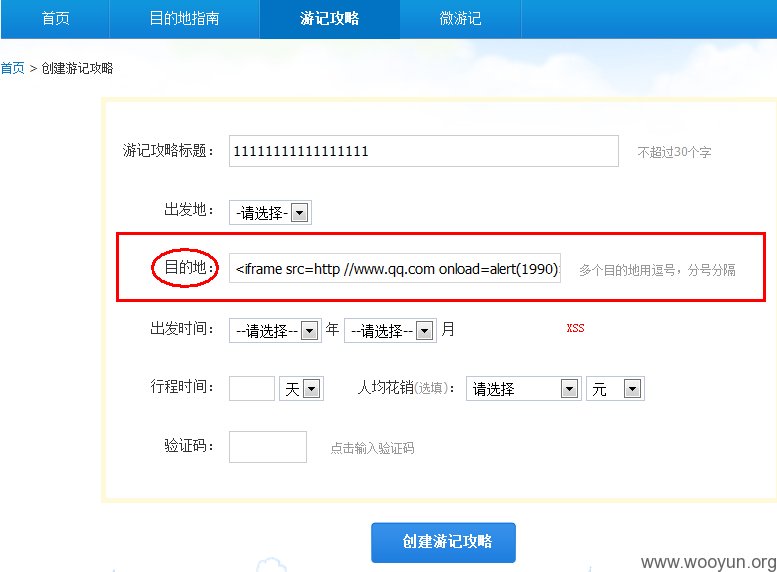 首页 目的地指南 游记攻略 微游记
首页 > 创建游记攻略
游记攻略标题： 11111111111111111 不超过30个字
出发地： -请选择-
目的地： <iframe src=http //www.qq.com onload=alert(1990) 多个目的地用逗号，分号分隔
出发时间： --请选择-- 年 --请选择-- 月 XSS
行程时间： 天 人均花销(选填)： 请选择 元
验证码： 点击输入验证码
创建游记攻略
www.wooyun.org